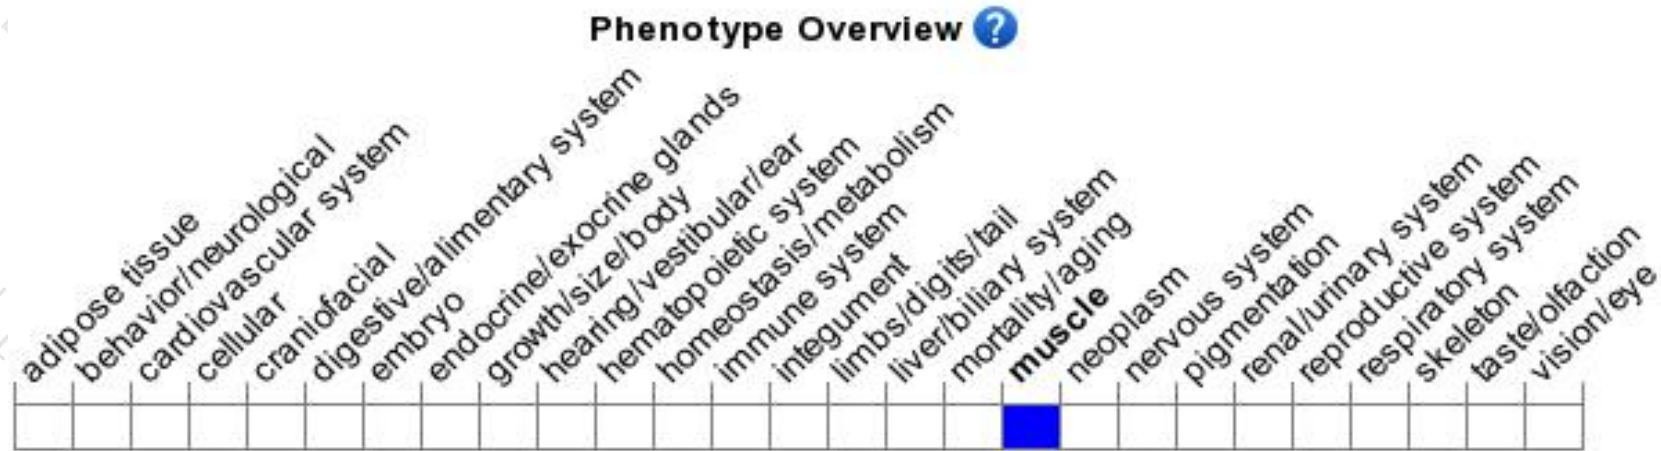 Phenotype Overview ?
adipose tissue
behavior/neurological
cardiovascular system
cellular
craniofacial
digestive/alimentary system
embryo
endocrine/exocrine glands
growth/size/body
hearing/vestibular/ear
hematopoietic system
homeostasis/metabolism
immune system
integument
limbs/digits/tail
liver/biliary system
mortality/aging
muscle
neoplasm
nervous system
pigmentation
renal/urinary system
reproductive system
respiratory system
skeleton
taste/olfaction
vision/eye